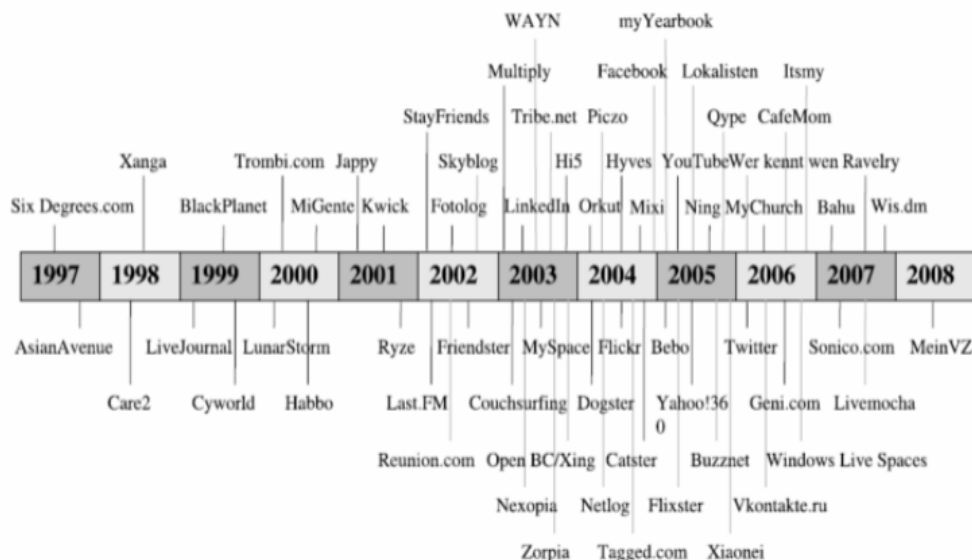 WAYN myYearbook
Multiply Facebook Lokalisten Itsmy
StayFriends Tribe.net Piczo Qype CafeMom
Xanga Trombi.com Jappy Skyblog Hi5 Hyves YouTube Wer kennt wen Ravelry
Six Degrees.com BlackPlanet MiGente Kwick Fotolog LinkedIn Orkut Mixi Ning MyChurch Bahu Wis.dm
1997 1998 1999 2000 2001 2002 2003 2004 2005 2006 2007 2008
AsianAvenue LiveJournal LunarStorm Ryze Friendster MySpace Flickr Bebo Twitter Sonico.com MeinVZ
Care2 Cyworld Habbo Last.FM Couchsurfing Dogster Yahoo!36 Geni.com Livemocha
0
Reunion.com Open BC/Xing Catster Buzznet Windows Live Spaces
Nexopia Netlog Flixster Vkontakte.ru
Zorpia Tagged.com Xiaonei